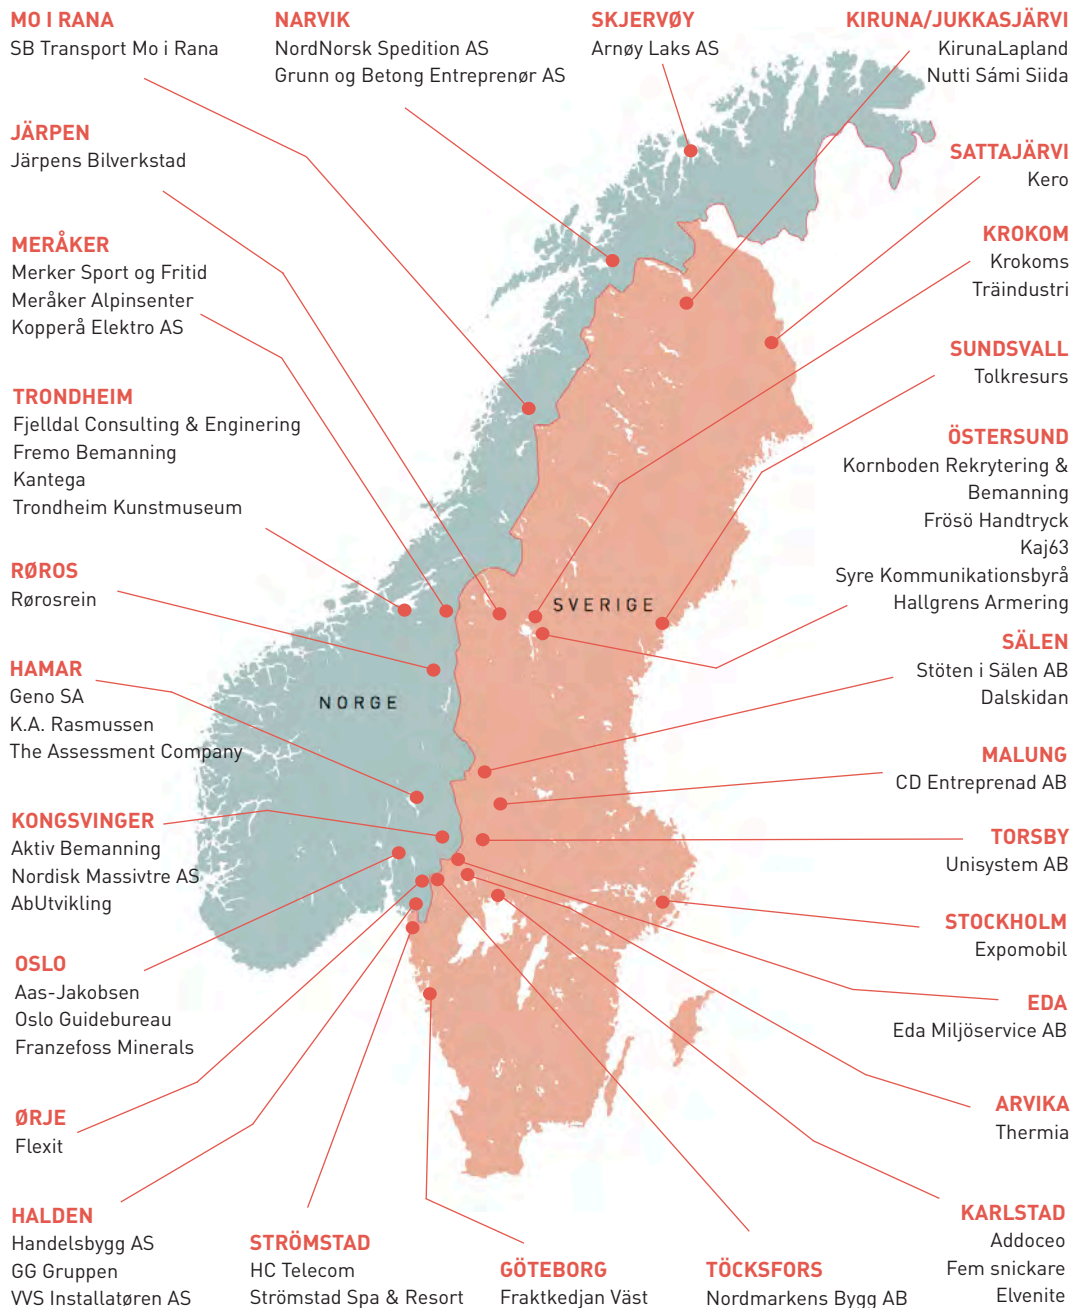 MO I RANA
SB Transport Mo i Rana
NARVIK
NordNorsk Spedition AS
Grunn og Betong Entreprenør AS
SKJERVØY
Arnøy Laks AS
KIRUNA/JUKKASJÄRVI
KirunaLapland
Nutti Sámi Siida
JÄRPEN
Järpens Bilverkstad
SATTAJÄRVI
Kero
MERÅKER
Merker Sport og Fritid
Meråker Alpinsenter
Kopperå Elektro AS
KROKOM
Krokoms
Träindustri
SUNDSVALL
Tolkresurs
TRONDHEIM
Fjelldal Consulting & Enginering
Fremo Bemanning
Kantega
Trondheim Kunstmuseum
ÖSTERSUND
Kornboden Rekrytering &
Bemanning
Frösö Handtryck
Kaj63
Syre Kommunikationsbyrå
Hallgrens Armering
RØROS
Rørosrein
SVERIGE
NORGE
HAMAR
Geno SA
K.A. Rasmussen
The Assessment Company
SÄLEN
Stöten i Sälen AB
Dalskidan
MALUNG
CD Entreprenad AB
KONGSVINGER
Aktiv Bemanning
Nordisk Massivtre AS
AbUtvikling
TORSBY
Unisystem AB
STOCKHOLM
Expomobil
OSLO
Aas-Jakobsen
Oslo Guidebureau
Franzefoss Minerals
EDA
Eda Miljöservice AB
ØRJE
Flexit
ARVIKA
Thermia
HALDEN
Handelsbygg AS
GG Gruppen
VVS Installatøren AS
STRÖMSTAD
HC Telecom
Strömstad Spa & Resort
GÖTEBORG
Fraktkedjan Väst
TÖCKSFORS
Nordmarkens Bygg AB
KARLSTAD
Addoceo
Fem snickare
Elvenite